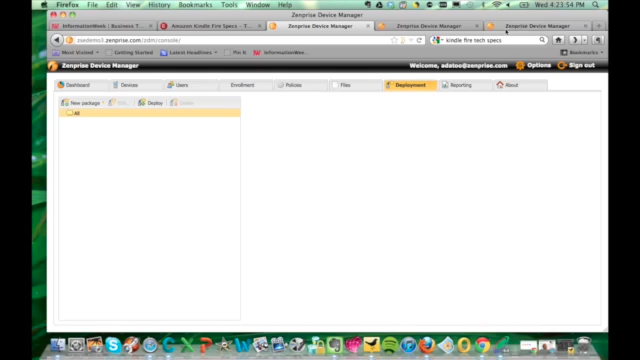 Firefox File Edit View History Bookmarks Tools Window Help Wed 4:23:54 PM
Zenprise Device Manager
InformationWeek : Business T... Amazon Kindle Fire Specs - T... Zenprise Device Manager Zenprise Device Manager Zenprise Device Manager
zsedemo1.zenprise.com/zdm/console/ kindle fire tech specs
Most Visited Getting Started Latest Headlines Pin It InformationWee... Bookmarks
Zenprise Device Manager Welcome, adatoo@zenprise.com Options Sign out
Dashboard Devices Users Enrollment Policies Files Deployment Reporting About
New package Edit Deploy Delete
All